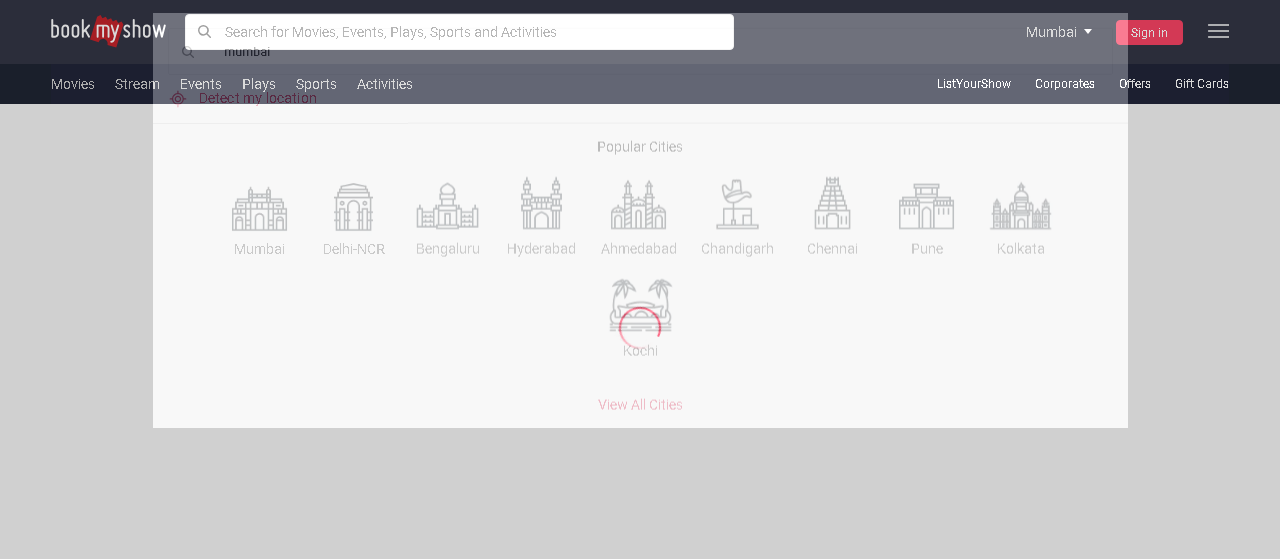 book my show
Search for Movies, Events, Plays, Sports and Activities
Mumbai
Sign in
mumbai
Movies Stream Events Plays Sports Activities
ListYourShow Corporates Offers Gift Cards
Detect my location
Popular Cities
Mumbai Delhi-NCR Bengaluru Hyderabad Ahmedabad Chandigarh Chennai Pune Kolkata
Kochi
View All Cities